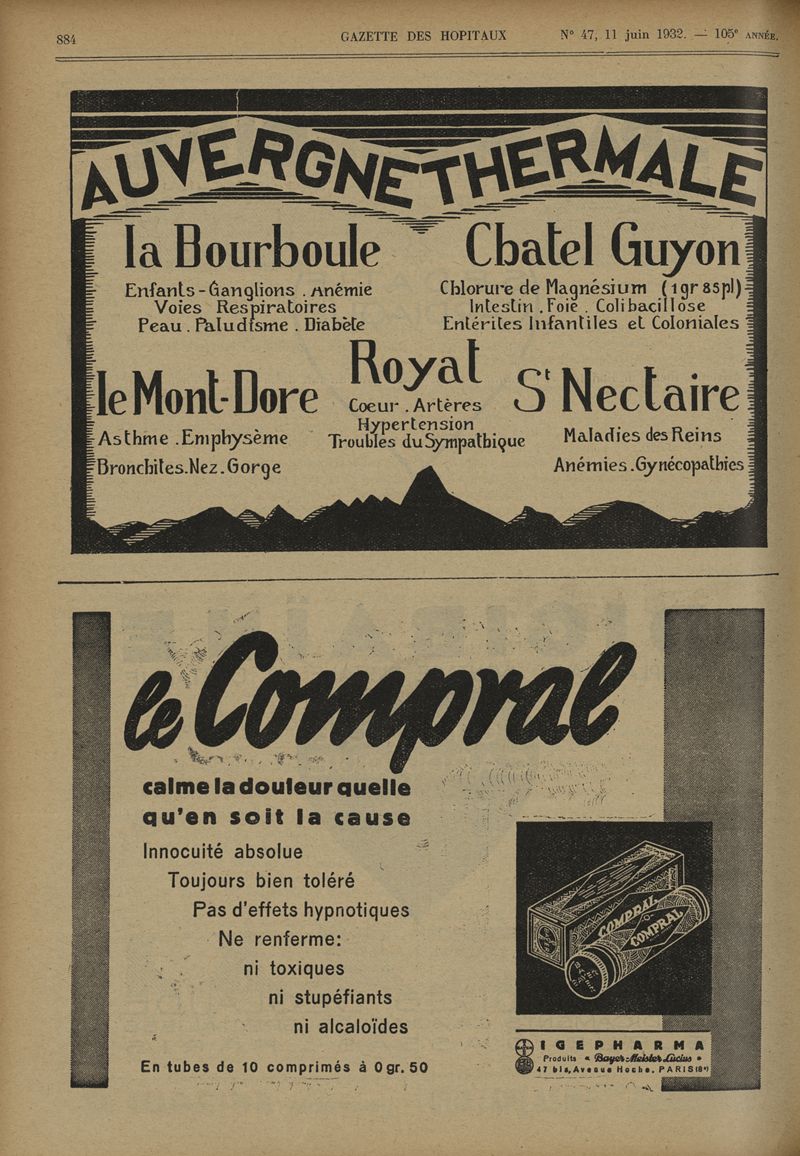 884
GAZETTE DES HOPITAUX
N° 47, 11 juin 1932. — 105e ANNÉE.
AUVERGNE THERMALE
la Bourboule
Enfants - Ganglions . Anémie
Voies Respiratoires
Peau . Paludisme . Diabète
Chatel Guyon
Chlorure de Magnésium (1gr 85pl)
Intestin . Foie . Colibacillose
Entérites Infantiles et Coloniales
le Mont-Dore
Asthme . Emphysème
Bronchites. Nez . Gorge
Royat
Coeur . Artères
Hypertension
Troubles du Sympathique
St Nectaire
Maladies des Reins
Anémies . Gynécopathies
le Compral
calme la douleur quelle
qu'en soit la cause
Innocuité absolue
Toujours bien toléré
Pas d'effets hypnotiques
Ne renferme:
ni toxiques
ni stupéfiants
ni alcaloïdes
En tubes de 10 comprimés à 0 gr. 50
COMPRAL
COMPRAL
IGEPHARMA
Produits « Bayer-Meister-Lucius »
47 bis, Avenue Hoche. PARIS (8e)